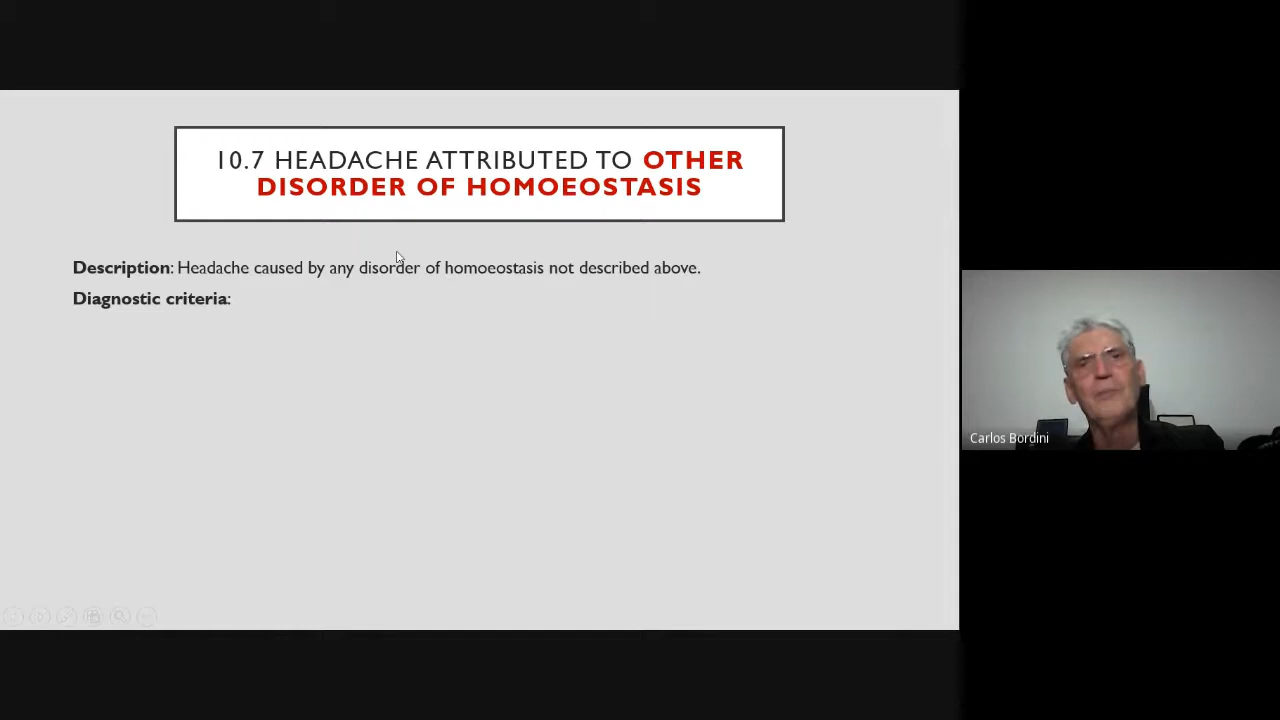 10.7 HEADACHE ATTRIBUTED TO OTHER
DISORDER OF HOMOEOSTASIS
Description: Headache caused by any disorder of homoeostasis not described above.
Diagnostic criteria:
Carlos Bordini